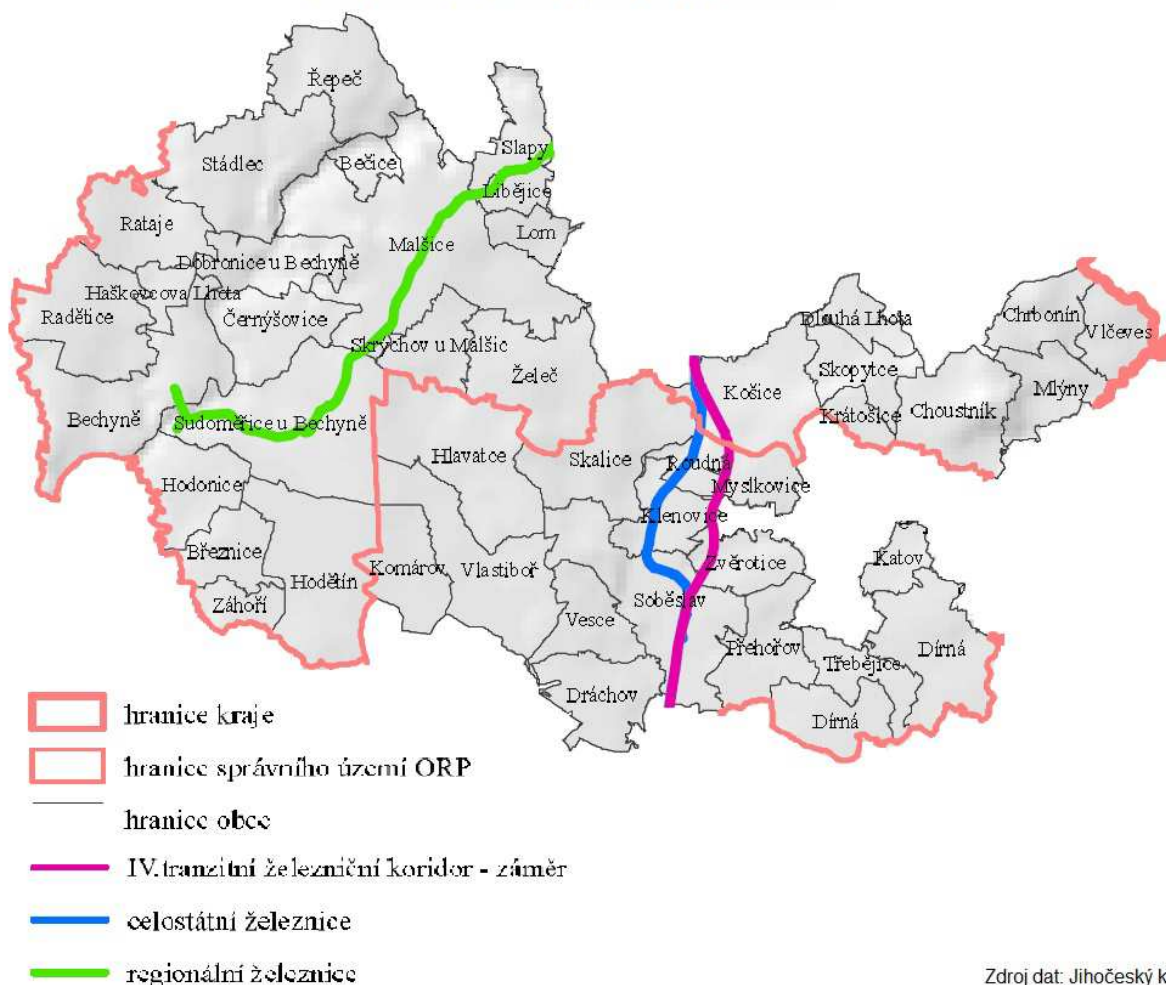 Řepeč
Slapy
Stádlec
Bečice
Libějice
Rataje
Lom
Malšice
Dobronice u Bechyně
Haškovcova Lhota
Radětice
Černýšovice
Chrbonín
Vlčeves
Dlouhá Lhota
Skrýchov u Málšic
Želeč
Skopytce
Košice
Mlýny
Bechyně
Sudoměřice u Bechyně
Krátošice
Choustník
Hlavatce
Skalice
Roudná
Myslkovice
Hodonice
Klenovice
Březnice
Komárov
Vlastiboř
Zvěrotice
Katov
Hodětín
Záhoří
Soběslav
Vesce
Přehořov
Třebějice
Dírná
Dráchov
Dírná
hranice kraje
hranice správního území ORP
hranice obce
IV.tranzitní železniční koridor - záměr
celostátní železnice
regionální železnice
Zdroj dat: Jihočeský k